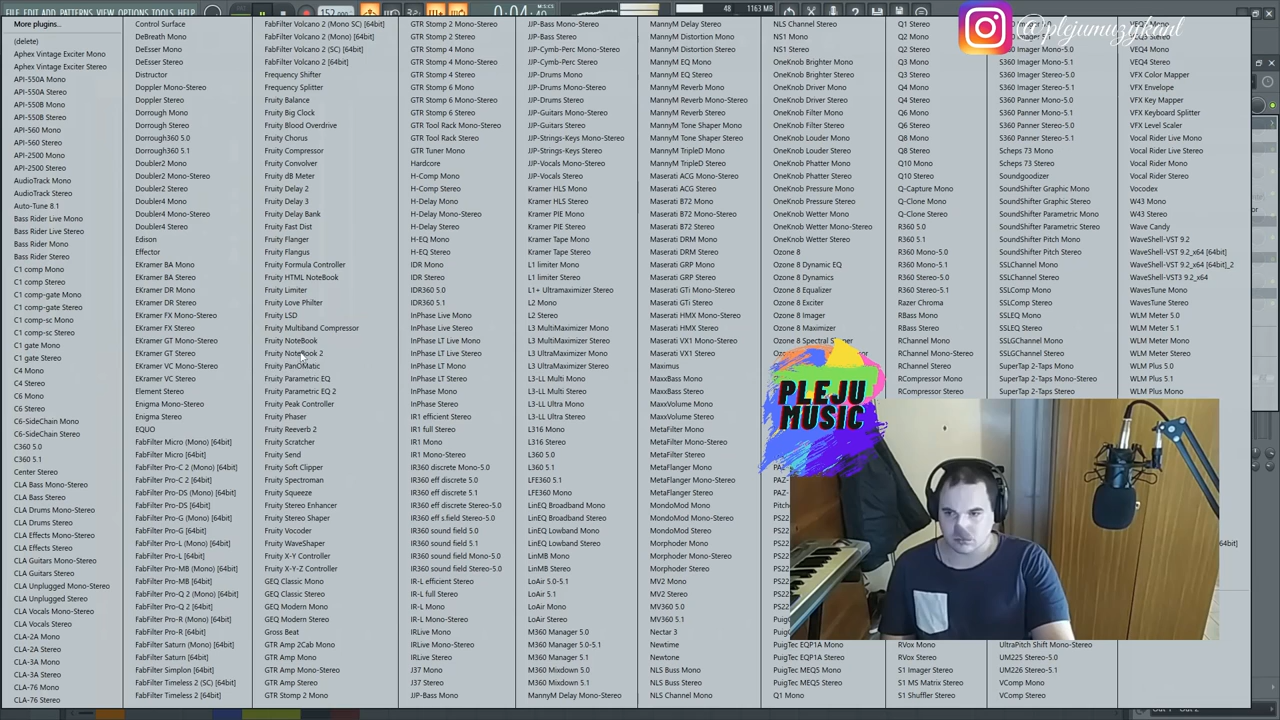 FILE EDIT ADD PATTERNS VIEW OPTIONS TOOLS HELP
152.000
48
1163 MB
@plejumuzykant
More plugins...
(delete)
Aphex Vintage Exciter Mono
Aphex Vintage Exciter Stereo
API-550A Mono
API-550A Stereo
API-550B Mono
API-550B Stereo
API-560 Mono
API-560 Stereo
API-2500 Mono
API-2500 Stereo
AudioTrack Mono
AudioTrack Stereo
Auto-Tune 8.1
Bass Rider Live Mono
Bass Rider Live Stereo
Bass Rider Mono
Bass Rider Stereo
C1 comp Mono
C1 comp Stereo
C1 comp-gate Mono
C1 comp-gate Stereo
C1 comp-sc Mono
C1 comp-sc Stereo
C1 gate Mono
C1 gate Stereo
C4 Mono
C4 Stereo
C6 Mono
C6 Stereo
C6-SideChain Mono
C6-SideChain Stereo
C360 5.0
C360 5.1
Center Stereo
CLA Bass Mono-Stereo
CLA Bass Stereo
CLA Drums Mono-Stereo
CLA Drums Stereo
CLA Effects Mono-Stereo
CLA Effects Stereo
CLA Guitars Mono-Stereo
CLA Guitars Stereo
CLA Unplugged Mono-Stereo
CLA Unplugged Stereo
CLA Vocals Mono-Stereo
CLA Vocals Stereo
CLA-2A Mono
CLA-2A Stereo
CLA-3A Mono
CLA-3A Stereo
CLA-76 Mono
CLA-76 Stereo
Control Surface
DeBreath Mono
DeEsser Mono
DeEsser Stereo
Distructor
Doppler Mono-Stereo
Doppler Stereo
Dorrough Mono
Dorrough Stereo
Dorrough360 5.0
Dorrough360 5.1
Doubler2 Mono
Doubler2 Mono-Stereo
Doubler2 Stereo
Doubler4 Mono
Doubler4 Mono-Stereo
Doubler4 Stereo
Edison
Effector
EKramer BA Mono
EKramer BA Stereo
EKramer DR Mono
EKramer DR Stereo
EKramer FX Mono-Stereo
EKramer FX Stereo
EKramer GT Mono-Stereo
EKramer GT Stereo
EKramer VC Mono-Stereo
EKramer VC Stereo
Element Stereo
Enigma Mono-Stereo
Enigma Stereo
EQUO
FabFilter Micro (Mono) [64bit]
FabFilter Micro [64bit]
FabFilter Pro-C 2 (Mono) [64bit]
FabFilter Pro-C 2 [64bit]
FabFilter Pro-DS (Mono) [64bit]
FabFilter Pro-DS [64bit]
FabFilter Pro-G (Mono) [64bit]
FabFilter Pro-G [64bit]
FabFilter Pro-L (Mono) [64bit]
FabFilter Pro-L [64bit]
FabFilter Pro-MB (Mono) [64bit]
FabFilter Pro-MB [64bit]
FabFilter Pro-Q 2 (Mono) [64bit]
FabFilter Pro-Q 2 [64bit]
FabFilter Pro-R (Mono) [64bit]
FabFilter Pro-R [64bit]
FabFilter Saturn (Mono) [64bit]
FabFilter Saturn [64bit]
FabFilter Simplon [64bit]
FabFilter Timeless 2 (SC) [64bit]
FabFilter Timeless 2 [64bit]
FabFilter Volcano 2 (Mono SC) [64bit]
FabFilter Volcano 2 (Mono) [64bit]
FabFilter Volcano 2 (SC) [64bit]
FabFilter Volcano 2 [64bit]
Frequency Shifter
Frequency Splitter
Fruity Balance
Fruity Big Clock
Fruity Blood Overdrive
Fruity Chorus
Fruity Compressor
Fruity Convolver
Fruity dB Meter
Fruity Delay 2
Fruity Delay 3
Fruity Delay Bank
Fruity Fast Dist
Fruity Flanger
Fruity Flangus
Fruity Formula Controller
Fruity HTML NoteBook
Fruity Limiter
Fruity Love Philter
Fruity LSD
Fruity Multiband Compressor
Fruity NoteBook
Fruity NoteBook 2
Fruity PanOMatic
Fruity Parametric EQ
Fruity Parametric EQ 2
Fruity Peak Controller
Fruity Phaser
Fruity Reeverb 2
Fruity Scratcher
Fruity Send
Fruity Soft Clipper
Fruity Spectroman
Fruity Squeeze
Fruity Stereo Enhancer
Fruity Stereo Shaper
Fruity Vocoder
Fruity WaveShaper
Fruity X-Y Controller
Fruity X-Y-Z Controller
GEQ Classic Mono
GEQ Classic Stereo
GEQ Modern Mono
GEQ Modern Stereo
Gross Beat
GTR Amp 2Cab Mono
GTR Amp Mono
GTR Amp Mono-Stereo
GTR Amp Stereo
GTR Stomp 2 Mono
GTR Stomp 2 Mono-Stereo
GTR Stomp 2 Stereo
GTR Stomp 4 Mono
GTR Stomp 4 Mono-Stereo
GTR Stomp 4 Stereo
GTR Stomp 6 Mono
GTR Stomp 6 Mono-Stereo
GTR Stomp 6 Stereo
GTR Tool Rack Mono-Stereo
GTR Tool Rack Stereo
GTR Tuner Mono
Hardcore
H-Comp Mono
H-Comp Stereo
H-Delay Mono
H-Delay Mono-Stereo
H-Delay Stereo
H-EQ Mono
H-EQ Stereo
IDR Mono
IDR Stereo
IDR360 5.0
IDR360 5.1
InPhase Live Mono
InPhase Live Stereo
InPhase LT Live Mono
InPhase LT Live Stereo
InPhase LT Mono
InPhase LT Stereo
InPhase Mono
InPhase Stereo
IR1 efficient Stereo
IR1 full Stereo
IR1 Mono
IR1 Mono-Stereo
IR360 discrete Mono-5.0
IR360 eff discrete 5.0
IR360 eff discrete 5.1
IR360 eff discrete Stereo-5.0
IR360 eff s.field Stereo-5.0
IR360 sound field 5.0
IR360 sound field 5.1
IR360 sound field Mono-5.0
IR360 sound field Stereo-5.0
IR-L efficient Stereo
IR-L full Stereo
IR-L Mono
IR-L Mono-Stereo
IRLive Mono
IRLive Mono-Stereo
IRLive Stereo
J37 Mono
J37 Stereo
JJP-Bass Mono
JJP-Bass Mono-Stereo
JJP-Bass Stereo
JJP-Cymb-Perc Mono-Stereo
JJP-Cymb-Perc Stereo
JJP-Drums Mono
JJP-Drums Mono-Stereo
JJP-Drums Stereo
JJP-Guitars Mono-Stereo
JJP-Guitars Stereo
JJP-Strings-Keys Mono-Stereo
JJP-Strings-Keys Stereo
JJP-Vocals Mono-Stereo
JJP-Vocals Stereo
Kramer HLS Mono
Kramer HLS Stereo
Kramer PIE Mono
Kramer PIE Stereo
Kramer Tape Mono
Kramer Tape Stereo
L1 limiter Mono
L1 limiter Stereo
L1+ Ultramaximizer Stereo
L2 Mono
L2 Stereo
L3 MultiMaximizer Mono
L3 MultiMaximizer Stereo
L3 UltraMaximizer Mono
L3 UltraMaximizer Stereo
L3-LL Multi Mono
L3-LL Multi Stereo
L3-LL Ultra Mono
L3-LL Ultra Stereo
L316 Mono
L316 Stereo
L360 5.0
L360 5.1
LFE360 5.1
LFE360 Mono
LinEQ Broadband Mono
LinEQ Broadband Stereo
LinEQ Lowband Mono
LinEQ Lowband Stereo
LinMB Mono
LinMB Stereo
LoAir 5.0-5.1
LoAir 5.1
LoAir Mono
LoAir Stereo
M360 Manager 5.0
M360 Manager 5.0-5.1
M360 Manager 5.1
M360 Mixdown 5.0
M360 Mixdown 5.1
MannyM Delay Mono-Stereo
MannyM Delay Stereo
MannyM Distortion Mono
MannyM Distortion Stereo
MannyM EQ Mono
MannyM EQ Stereo
MannyM Reverb Mono
MannyM Reverb Mono-Stereo
MannyM Reverb Stereo
MannyM Tone Shaper Mono
MannyM Tone Shaper Stereo
MannyM TripleD Mono
MannyM TripleD Stereo
Maserati ACG Mono-Stereo
Maserati ACG Stereo
Maserati B72 Mono
Maserati B72 Mono-Stereo
Maserati B72 Stereo
Maserati DRM Mono
Maserati DRM Stereo
Maserati GRP Mono
Maserati GRP Stereo
Maserati GTi Mono-Stereo
Maserati GTi Stereo
Maserati HMX Mono-Stereo
Maserati HMX Stereo
Maserati VX1 Mono-Stereo
Maserati VX1 Stereo
Maximus
MaxxBass Mono
MaxxBass Stereo
MaxxVolume Mono
MaxxVolume Stereo
MetaFilter Mono
MetaFilter Mono-Stereo
MetaFilter Stereo
MetaFlanger Mono
MetaFlanger Mono-Stereo
MetaFlanger Stereo
MondoMod Mono
MondoMod Mono-Stereo
MondoMod Stereo
Morphoder Mono
Morphoder Mono-Stereo
Morphoder Stereo
MV2 Mono
MV2 Stereo
MV360 5.0
MV360 5.1
Nectar 3
Newtime
Newtone
NLS Buss Mono
NLS Buss Stereo
NLS Channel Mono
NLS Channel Stereo
NS1 Mono
NS1 Stereo
OneKnob Brighter Mono
OneKnob Brighter Stereo
OneKnob Driver Mono
OneKnob Driver Stereo
OneKnob Filter Mono
OneKnob Filter Stereo
OneKnob Louder Mono
OneKnob Louder Stereo
OneKnob Phatter Mono
OneKnob Phatter Stereo
OneKnob Pressure Mono
OneKnob Pressure Stereo
OneKnob Wetter Mono
OneKnob Wetter Mono-Stereo
OneKnob Wetter Stereo
Ozone 8
Ozone 8 Dynamic EQ
Ozone 8 Dynamics
Ozone 8 Equalizer
Ozone 8 Exciter
Ozone 8 Imager
Ozone 8 Maximizer
Ozone 8 Spectral
PLEJU
MUSIC
PAZ-
PAZ-
PS22
PS22
PS22
PS22
PS22
PuigTec EQP1A Mono
PuigTec EQP1A Stereo
PuigTec MEQ5 Mono
PuigTec MEQ5 Stereo
Q1 Mono
Q1 Stereo
Q2 Mono
Q2 Stereo
Q3 Mono
Q3 Stereo
Q4 Mono
Q4 Stereo
Q6 Mono
Q6 Stereo
Q8 Mono
Q8 Stereo
Q10 Mono
Q10 Stereo
Q-Capture Mono
Q-Clone Mono
Q-Clone Stereo
R360 5.0
R360 5.1
R360 Mono-5.0
R360 Mono-5.1
R360 Stereo-5.0
R360 Stereo-5.1
Razer Chroma
RBass Mono
RBass Stereo
RChannel Mono
RChannel Mono-Stereo
RChannel Stereo
RCompressor Mono
RCompressor Stereo
RVox Mono
RVox Stereo
S1 Imager Stereo
S1 MS Matrix Stereo
S1 Shuffler Stereo
S360 Imager Mono-5.0
S360 Imager Mono-5.1
S360 Imager Stereo-5.0
S360 Imager Stereo-5.1
S360 Panner Mono-5.0
S360 Panner Mono-5.1
S360 Panner Stereo-5.0
S360 Panner Stereo-5.1
Scheps 73 Mono
Scheps 73 Stereo
Soundgoodizer
SoundShifter Graphic Mono
SoundShifter Graphic Stereo
SoundShifter Parametric Mono
SoundShifter Parametric Stereo
SoundShifter Pitch Mono
SoundShifter Pitch Stereo
SSLChannel Mono
SSLChannel Stereo
SSLComp Mono
SSLComp Stereo
SSLEQ Mono
SSLEQ Stereo
SSLGChannel Mono
SSLGChannel Stereo
SuperTap 2-Taps Mono
SuperTap 2-Taps Mono-Stereo
SuperTap 2-Taps Stereo
UltraPitch Shift Mono-Stereo
UM225 Stereo-5.0
UM226 Stereo-5.1
VComp Mono
VComp Stereo
VEQ4 Mono
VEQ4 Stereo
VFX Color Mapper
VFX Envelope
VFX Key Mapper
VFX Keyboard Splitter
VFX Level Scaler
Vocal Rider Live Mono
Vocal Rider Live Stereo
Vocal Rider Mono
Vocal Rider Stereo
Vocodex
W43 Mono
W43 Stereo
Wave Candy
WaveShell-VST 9.2
WaveShell-VST 9.2_x64 [64bit]
WaveShell-VST 9.2_x64 [64bit]_2
WaveShell-VST3 9.2_x64
WavesTune Mono
WavesTune Stereo
WLM Meter 5.0
WLM Meter 5.1
WLM Meter Mono
WLM Meter Stereo
WLM Plus 5.0
WLM Plus 5.1
WLM Plus Mono
64bit]